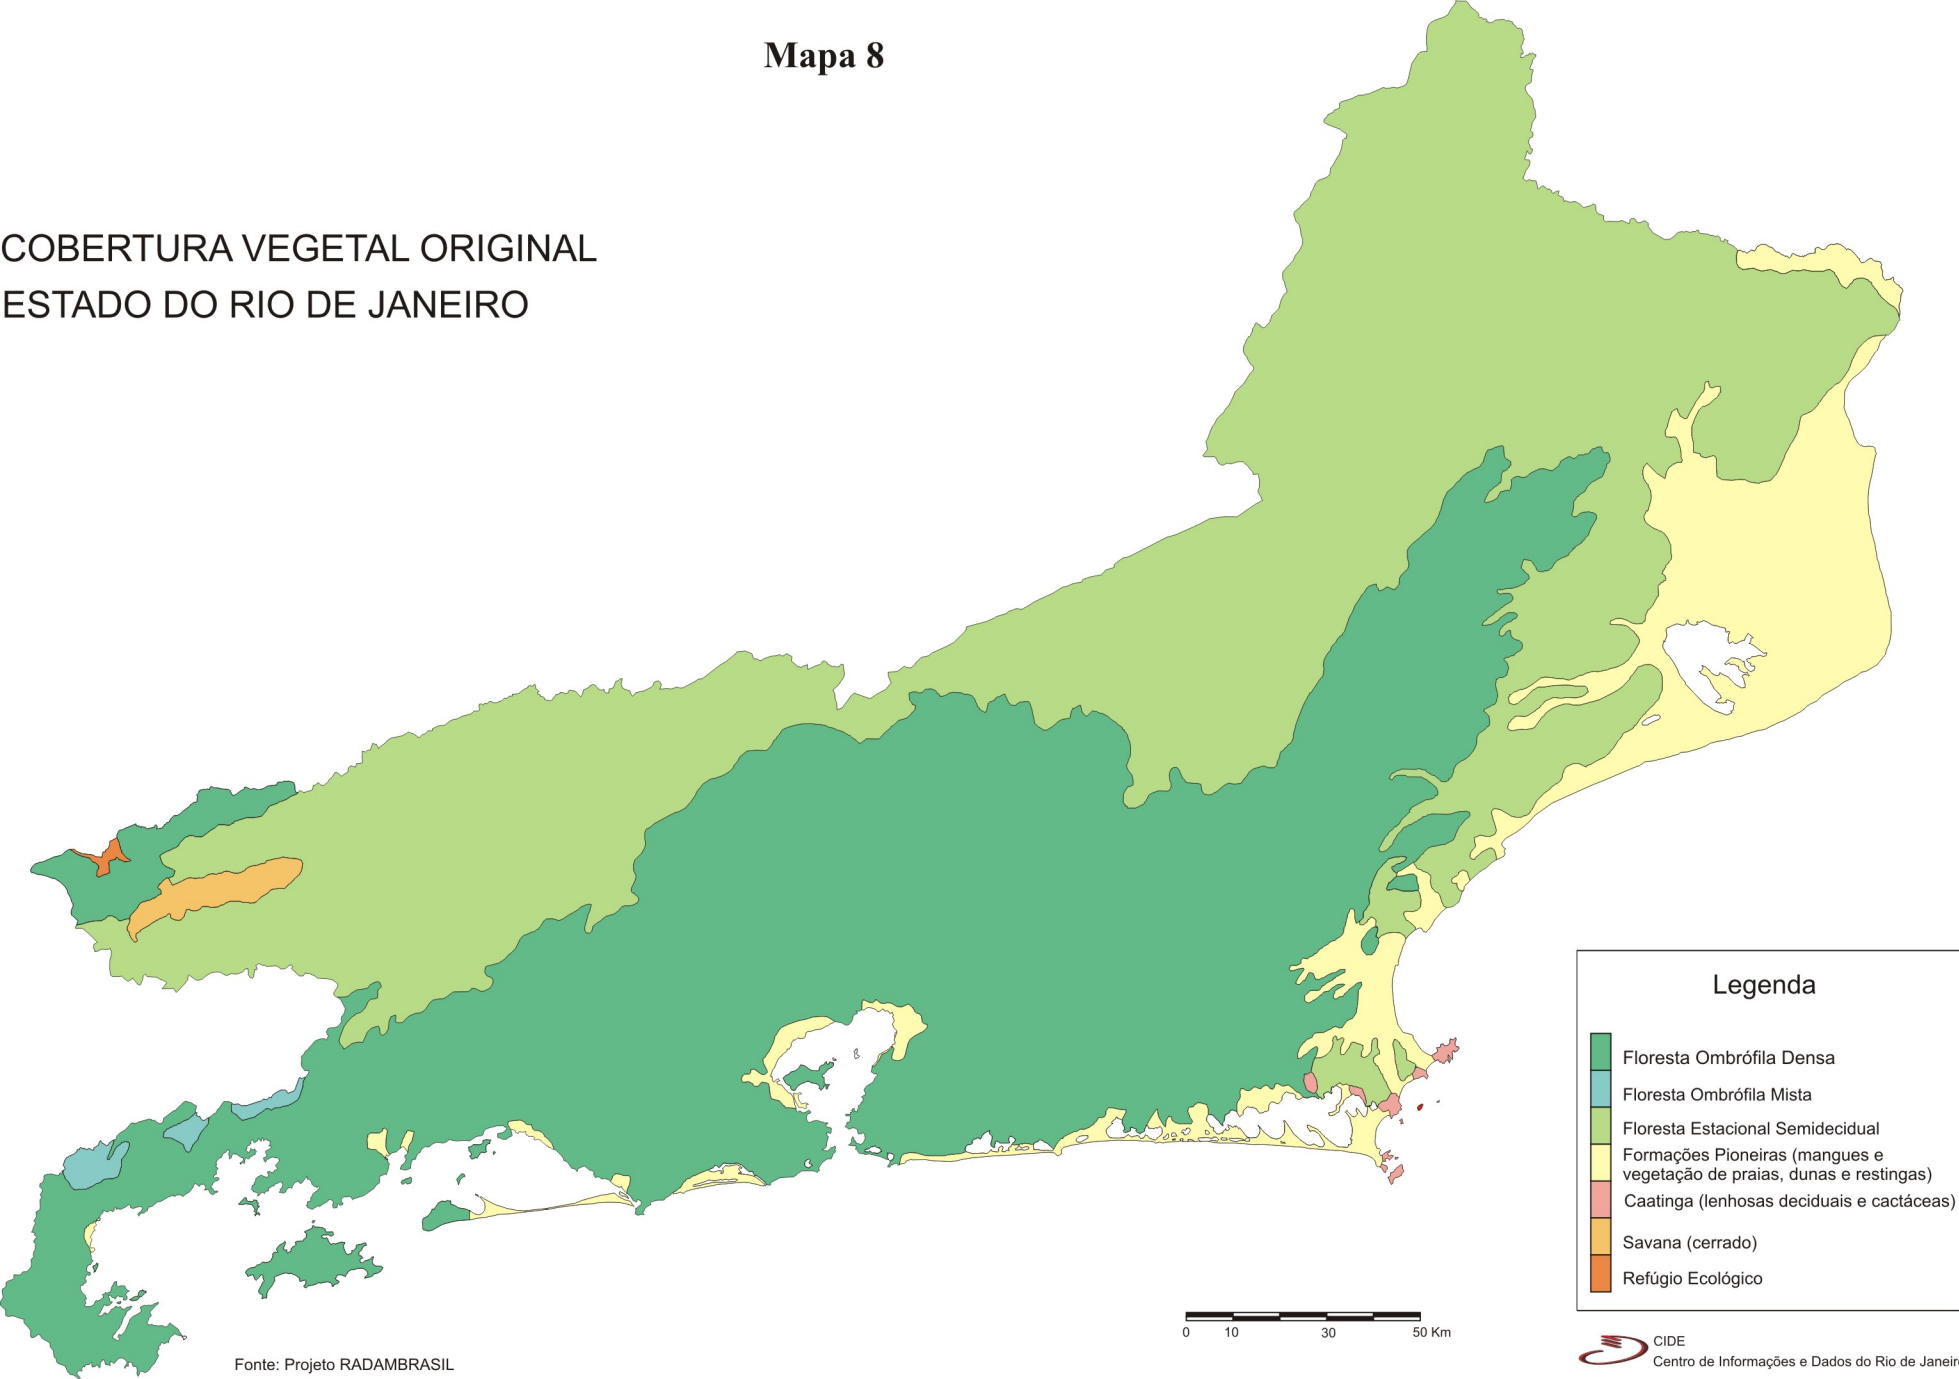 Mapa 8
COBERTURA VEGETAL ORIGINAL
ESTADO DO RIO DE JANEIRO
Legenda
Floresta Ombrófila Densa
Floresta Ombrófila Mista
Floresta Estacional Semidecidual
Formações Pioneiras (mangues e
vegetação de praias, dunas e restingas)
Caatinga (lenhosas deciduais e cactáceas)
Savana (cerrado)
Refúgio Ecológico
0 10 30 50 Km
Fonte: Projeto RADAMBRASIL
CIDE
Centro de Informações e Dados do Rio de Janeir